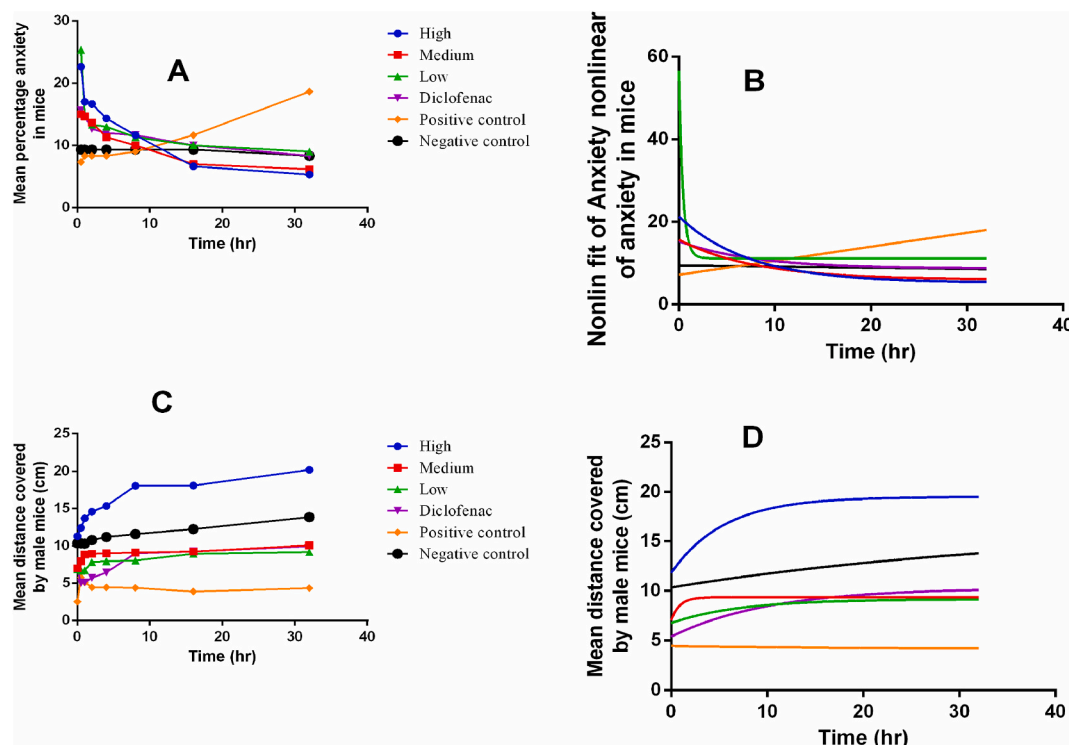 A
Mean percentage anxiety
in mice
30
20
10
0
0
10
20
30
40
Time (hr)
High
Medium
Low
Diclofenac
Positive control
Negative control
B
Nonlin fit of Anxiety nonlinear
of anxiety in mice
60
40
20
0
0
10
20
30
40
Time (hr)
C
Mean distance covered
by male mice (cm)
25
20
15
10
5
0
0
10
20
30
40
Time (hr)
High
Medium
Low
Diclofenac
Positive control
Negative control
D
Mean distance covered
by male mice (cm)
25
20
15
10
5
0
0
10
20
30
40
Time (hr)